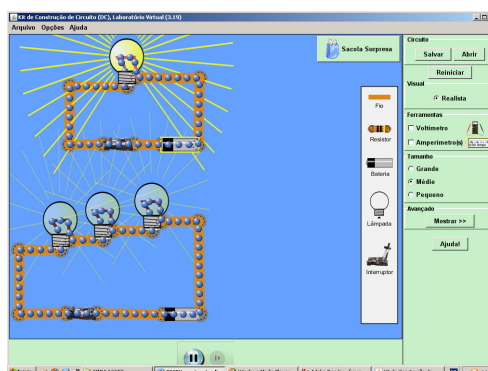 Kit de Construção de Circuito (DC), Laboratório Virtual (3.19)
Arquivo Opções Ajuda
Sacola Surpresa
Fio
Resistor
Bateria
Lâmpada
Interruptor
Circuito
Salvar Abrir
Reiniciar
Visual
Realista
Ferramentas
Voltímetro
Amperímetro(s)
Tamanho
Grande
Médio
Pequeno
Avançado
Mostrar >>
Ajuda!